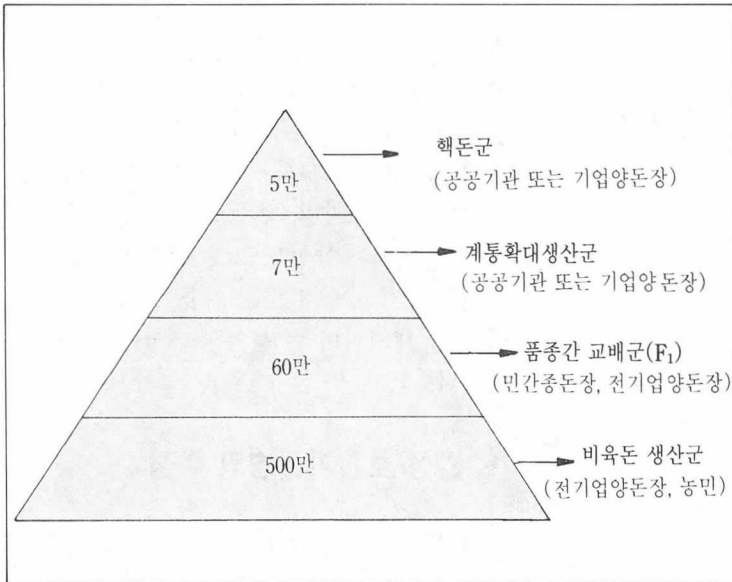 5만
핵돈군
(공공기관 또는 기업양돈장)
7만
계통확대생산군
(공공기관 또는 기업양돈장)
60만
품종간 교배군(F₁)
(민간종돈장, 전기업양돈장)
500만
비육돈 생산군
(전기업양돈장, 농민)